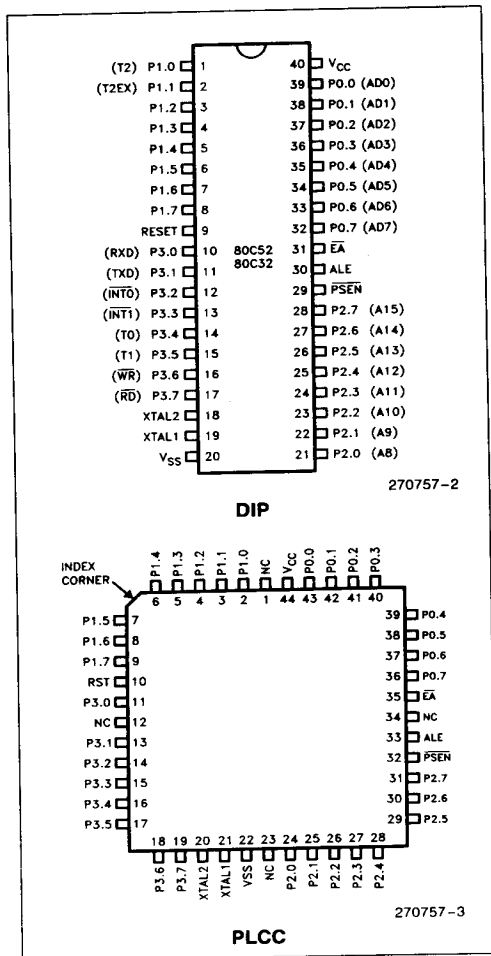 (T2) P1.0 1 40 VCC
(T2EX) P1.1 2 39 P0.0 (AD0)
P1.2 3 38 P0.1 (AD1)
P1.3 4 37 P0.2 (AD2)
P1.4 5 36 P0.3 (AD3)
P1.5 6 35 P0.4 (AD4)
P1.6 7 34 P0.5 (AD5)
P1.7 8 33 P0.6 (AD6)
RESET 9 32 P0.7 (AD7)
(RXD) P3.0 10 80C52 31 EA
(TXD) P3.1 11 80C32 30 ALE
(INT0) P3.2 12 29 PSEN
(INT1) P3.3 13 28 P2.7 (A15)
(T0) P3.4 14 27 P2.6 (A14)
(T1) P3.5 15 26 P2.5 (A13)
(WR) P3.6 16 25 P2.4 (A12)
(RD) P3.7 17 24 P2.3 (A11)
XTAL2 18 23 P2.2 (A10)
XTAL1 19 22 P2.1 (A9)
VSS 20 21 P2.0 (A8)
270757-2
DIP
INDEX
CORNER
P1.4 P1.3 P1.2 P1.1 P1.0 NC VCC P0.0 P0.1 P0.2 P0.3
6 5 4 3 2 1 44 43 42 41 40
P1.5 7 39 P0.4
P1.6 8 38 P0.5
P1.7 9 37 P0.6
RST 10 36 P0.7
P3.0 11 35 EA
NC 12 34 NC
P3.1 13 33 ALE
P3.2 14 32 PSEN
P3.3 15 31 P2.7
P3.4 16 30 P2.6
P3.5 17 29 P2.5
18 19 20 21 22 23 24 25 26 27 28
P3.6 P3.7 XTAL2 XTAL1 VSS NC P2.0 P2.1 P2.2 P2.3 P2.4
270757-3
PLCC